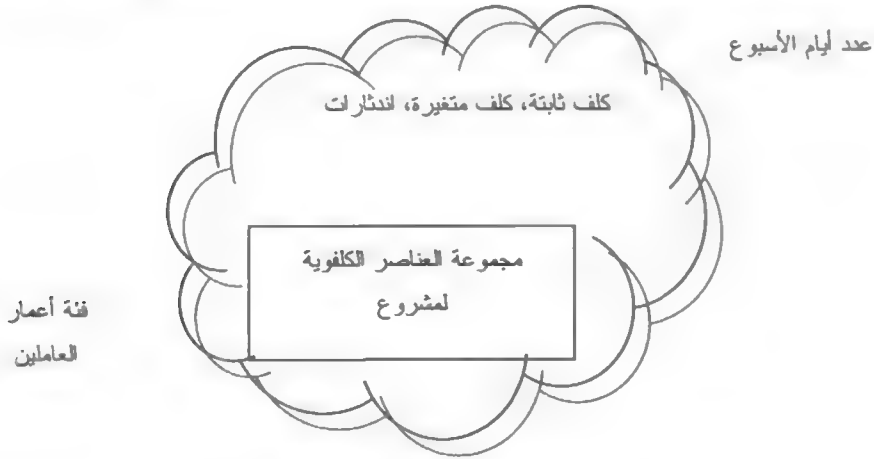 عدد أيام الأسبوع
كلف ثابتة، كلف متغيرة، اندثارات
مجموعة العناصر الكلفوية
لمشروع
فئة أعمار
العاملين